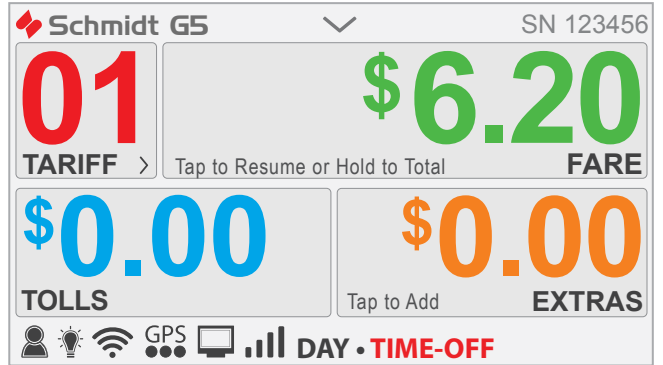 Schmidt G5 SN 123456
01 $6.20
TARIFF > Tap to Resume or Hold to Total FARE
$0.00 $0.00
TOLLS Tap to Add EXTRAS
GPS DAY • TIME-OFF